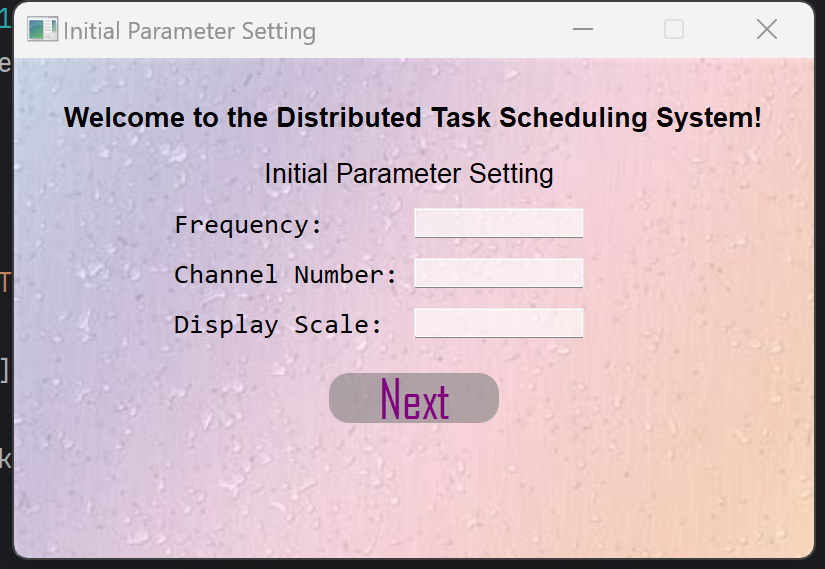 Initial Parameter Setting
Welcome to the Distributed Task Scheduling System!
Initial Parameter Setting
Frequency:
Channel Number:
Display Scale:
Next